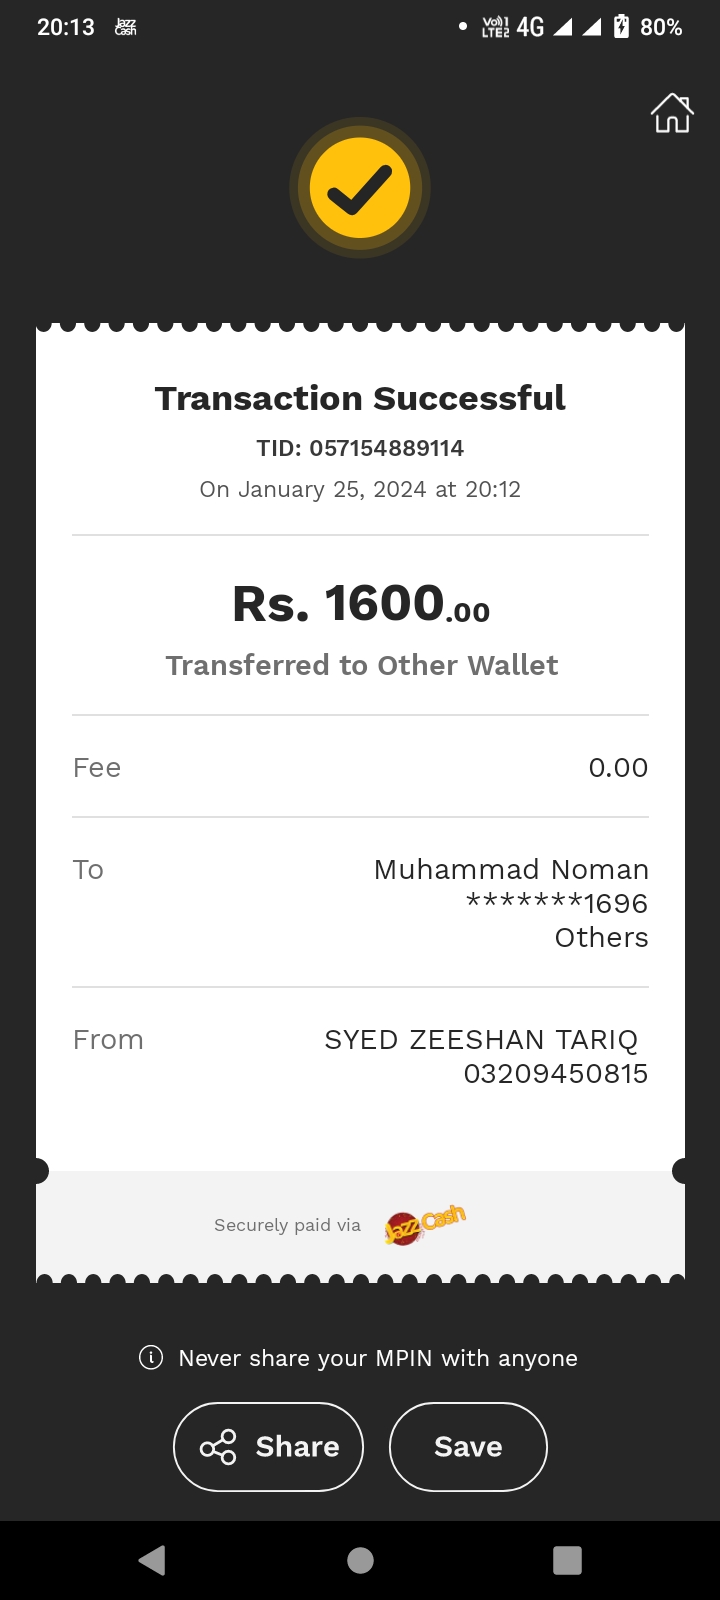 20:13 Jazz Cash Vo)) 1 LTE2 4G 80%
Transaction Successful
TID: 057154889114
On January 25, 2024 at 20:12
Rs. 1600.00
Transferred to Other Wallet
Fee 0.00
To Muhammad Noman
*******1696
Others
From SYED ZEESHAN TARIQ
03209450815
Securely paid via JazzCash
Never share your MPIN with anyone
Share Save